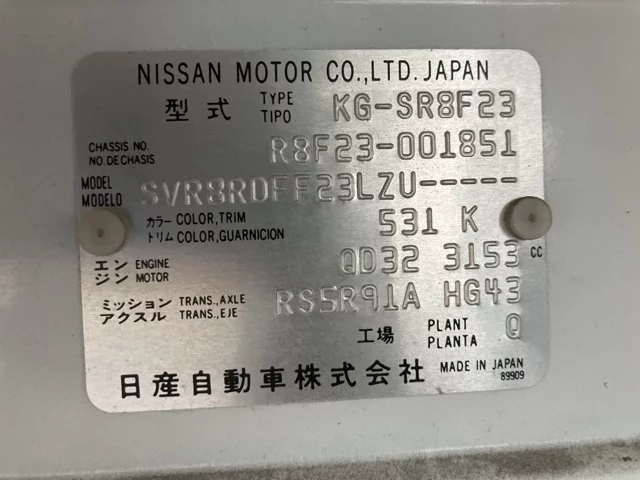 NISSAN MOTOR CO.,LTD. JAPAN
型式 TYPE TIPO KG-SR8F23
CHASSIS NO. NO. DE CHASIS R8F23-001851
MODEL MODELO SVR8RDFF23LZU-----
カラー COLOR,TRIM トリム COLOR,GUARNICION 531 K
エンジン ENGINE MOTOR QD32 3153 CC
ミッション TRANS.,AXLE アクスル TRANS.,EJE RS5R91A HG43
工場 PLANT PLANTA Q
日産自動車株式会社 MADE IN JAPAN
89909